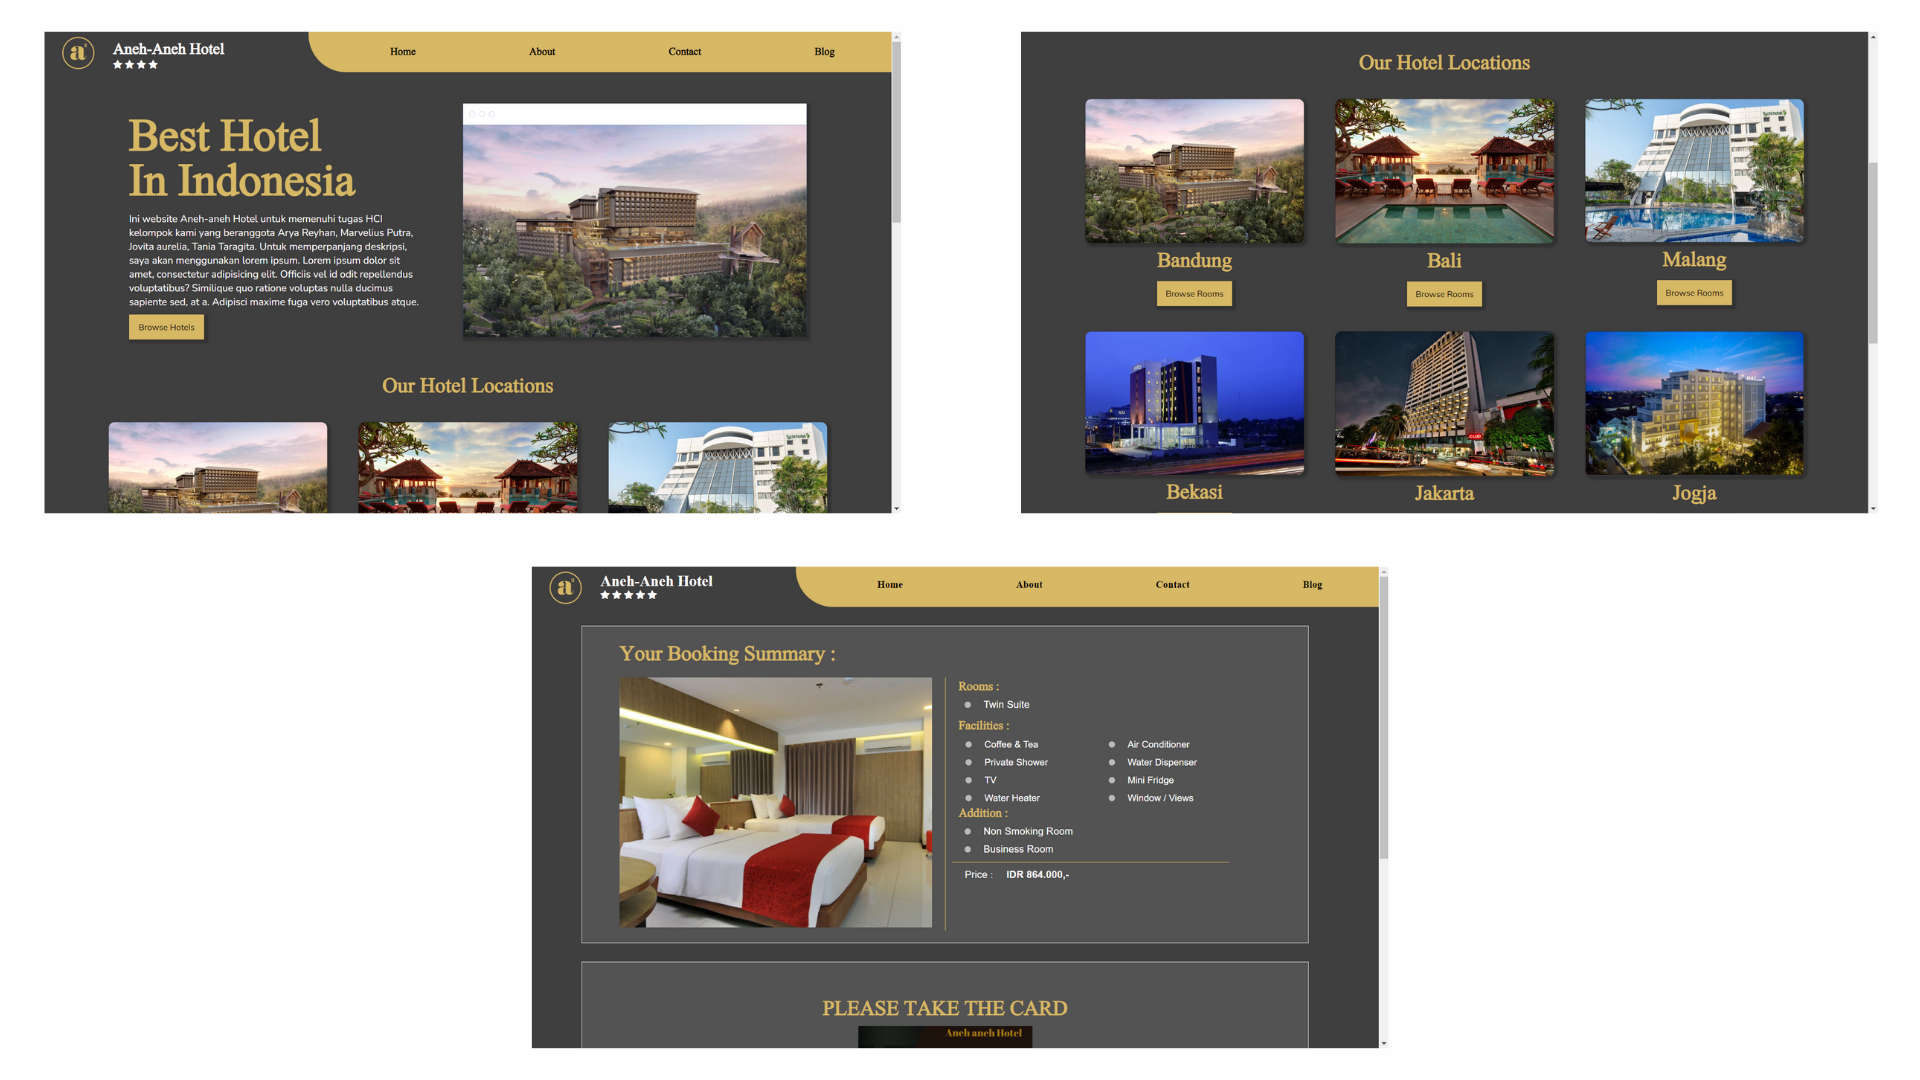 a
Aneh-Aneh Hotel
Home
About
Contact
Blog
Best Hotel
In Indonesia
Ini website Aneh-aneh Hotel untuk memenuhi tugas HCI
kelompok kami yang beranggota Arya Reyhan, Marvelius Putra,
Jovita aurelia, Tania Taragita. Untuk memperpanjang deskripsi,
saya akan menggunakan lorem ipsum. Lorem ipsum dolor sit
amet, consectetur adipisicing elit. Officiis vel id odit repellendus
voluptatibus? Similique quo ratione voluptas nulla ducimus
sapiente sed, at a. Adipisci maxime fuga vero voluptatibus atque.
Browse Hotels
Our Hotel Locations
Our Hotel Locations
Bandung
Bali
Malang
Browse Rooms
Browse Rooms
Browse Rooms
CLUB
Bekasi
Jakarta
Jogja
a
Aneh-Aneh Hotel
Home
About
Contact
Blog
Your Booking Summary :
Rooms :
Twin Suite
Facilities :
Coffee & Tea
Air Conditioner
Private Shower
Water Dispenser
TV
Mini Fridge
Water Heater
Window / Views
Addition :
Non Smoking Room
Business Room
Price : IDR 864.000,-
PLEASE TAKE THE CARD
Aneh aneh Hotel